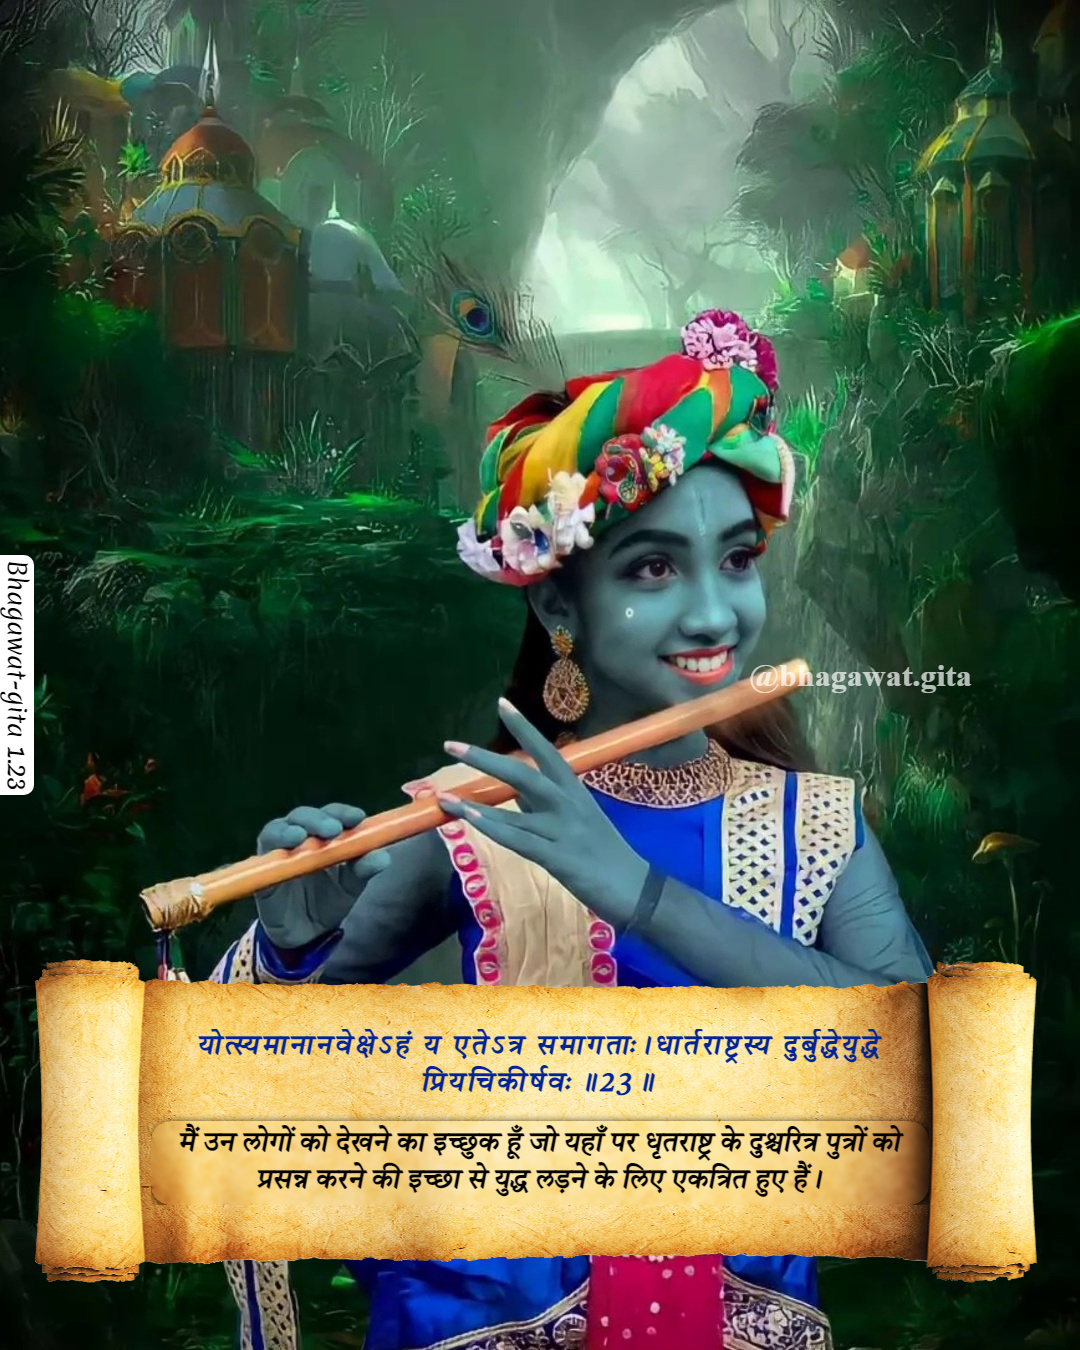 Bhagawat-gita 1.23
@bhagawat.gita
योत्स्यमानानवेक्षेऽहं य एतेऽत्र समागताः।धार्तराष्ट्रस्य दुर्बुद्धेयुद्धे
प्रियचिकीर्षवः ॥23॥
मैं उन लोगों को देखने का इच्छुक हूँ जो यहाँ पर धृतराष्ट्र के दुश्चरित्र पुत्रों को
प्रसन्न करने की इच्छा से युद्ध लड़ने के लिए एकत्रित हुए हैं।